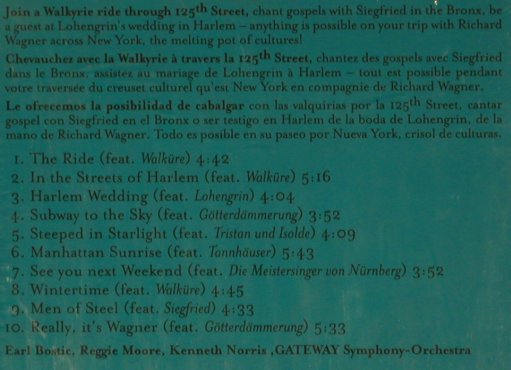 Join a Walkyrie ride through 125th Street, chant gospels with Siegfried in the Bronx, be
a guest at Lohengrin's wedding in Harlem – anything is possible on your trip with Richard
Wagner across New York, the melting pot of cultures!
Chevauchez avec la Walkyrie à travers la 125th Street, chantez des gospels avec Siegfried
dans le Bronx, assistez au mariage de Lohengrin à Harlem – tout est possible pendant
votre traversée du creuset culturel qu'est New York en compagnie de Richard Wagner.
Le ofrecemos la posibilidad de cabalgar con las valquirias por la 125th Street, cantar
gospel con Siegfried en el Bronx o ser testigo en Harlem de la boda de Lohengrin, de la
mano de Richard Wagner. Todo es posible en su paseo por Nueva York, crisol de culturas.
1. The Ride (feat. Walküre) 4:42
2. In the Streets of Harlem (feat. Walküre) 5:16
3. Harlem Wedding (feat. Lohengrin) 4:04
4. Subway to the Sky (feat. Götterdämmerung) 3:52
5. Steeped in Starlight (feat. Tristan und Isolde) 4:09
6. Manhattan Sunrise (feat. Tannhäuser) 5:43
7. See you next Weekend (feat. Die Meistersinger von Nürnberg) 3:52
8. Wintertime (feat. Walküre) 4:45
9. Men of Steel (feat. Siegfried) 4:33
10. Really, it's Wagner (feat. Götterdämmerung) 5:33
Earl Bostic, Reggie Moore, Kenneth Norris ,GATEWAY Symphony-Orchestra